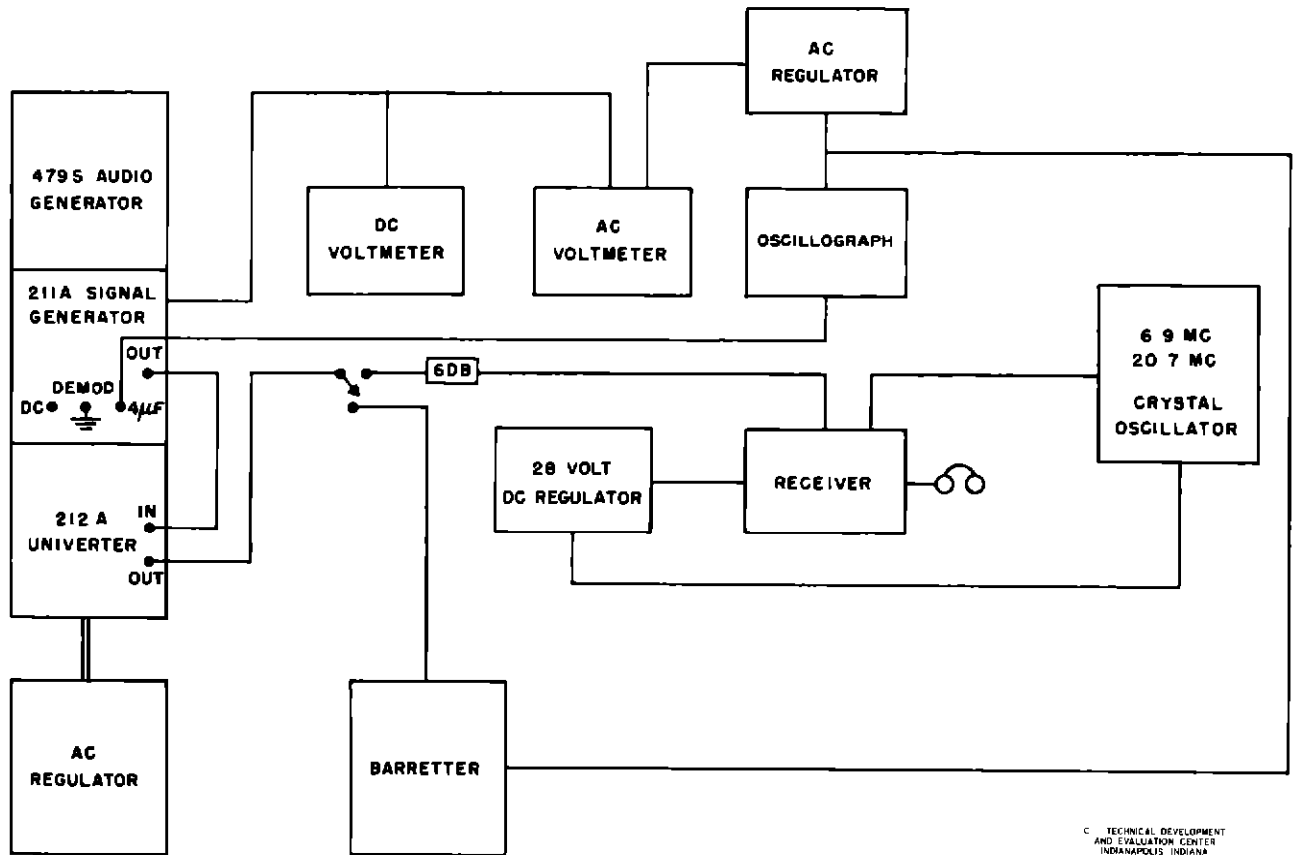 AC
REGULATOR
479S AUDIO
GENERATOR
DC
VOLTMETER
AC
VOLTMETER
OSCILLOGRAPH
211A SIGNAL
GENERATOR
OUT
DEMOD
DC
4µF
6DB
6 9 MC
20 7 MC
CRYSTAL
OSCILLATOR
28 VOLT
DC REGULATOR
RECEIVER
212A
UNIVERTER
IN
OUT
AC
REGULATOR
BARRETTER
C TECHNICAL DEVELOPMENT
AND EVALUATION CENTER
INDIANAPOLIS INDIANA